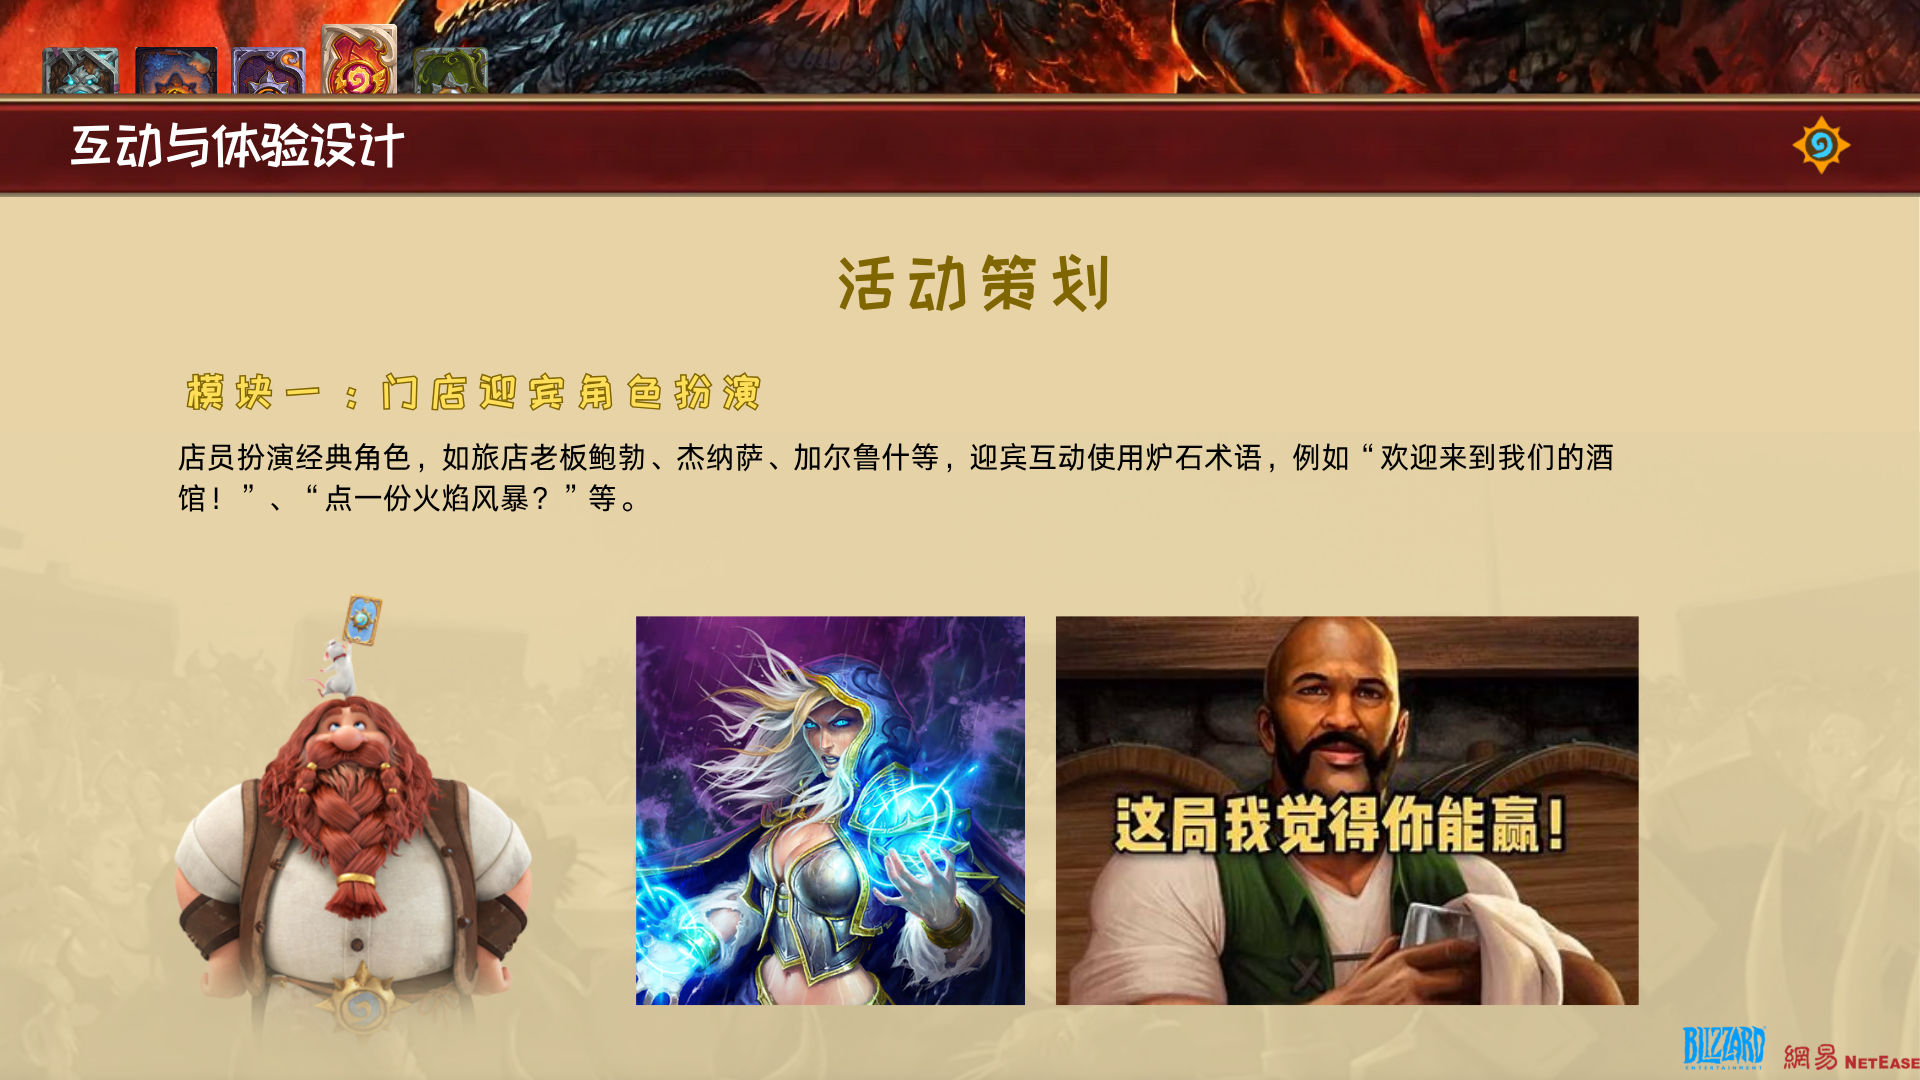 互动与体验设计
活动策划
模块一：门店迎宾角色扮演
店员扮演经典角色，如旅店老板鲍勃、杰纳萨、加尔鲁什等，迎宾互动使用炉石术语，例如“欢迎来到我们的酒
馆！”、“点一份火焰风暴？”等。
这局我觉得你能赢！
BLIZZARD
ENTERTAINMENT
網易 NETEASE